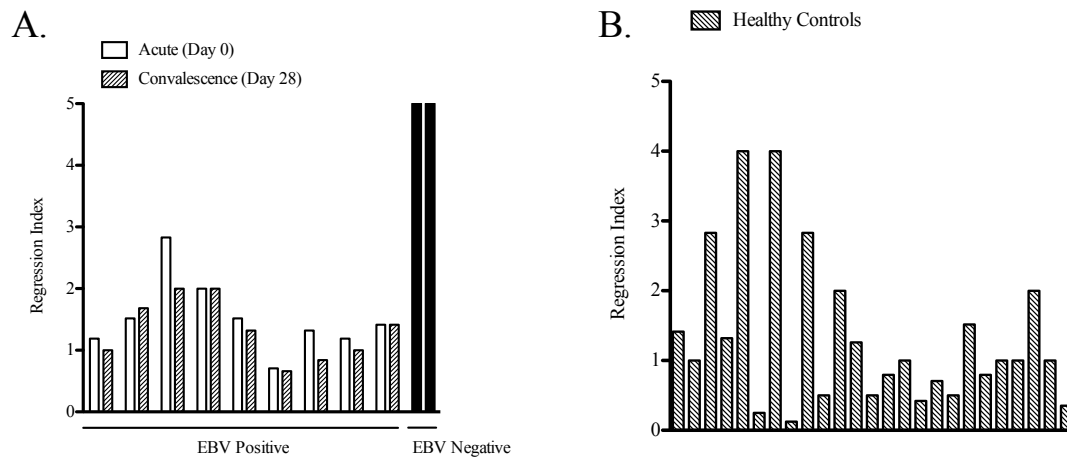 A.
Acute (Day 0)
Convalescence (Day 28)
5
4
3
2
1
0
Regression Index
EBV Positive
EBV Negative
B.
Healthy Controls
5
4
3
2
1
0
Regression Index